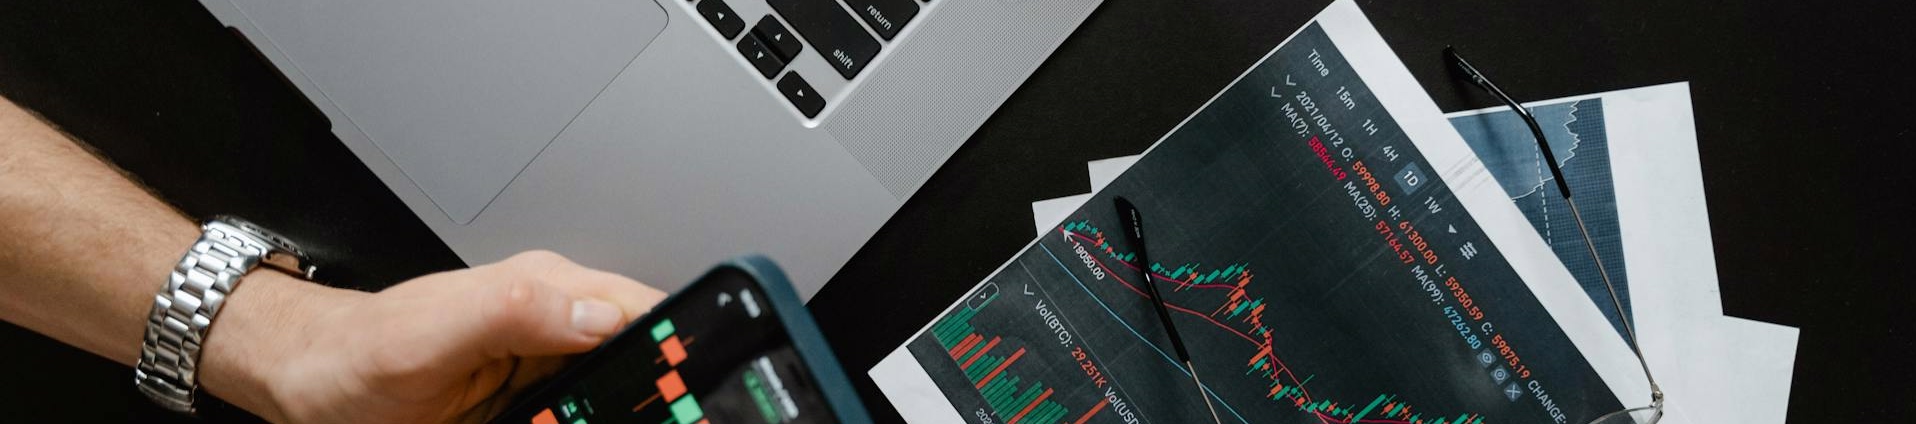 return
shift
Time 15m 1H 4H 1D 1W
2021/04/12 O: 59998.80 H: 61300.00 L: 59350.59 C: 59875.19 CHANGE:
MA(7): 58544.49 MA(25): 57164.57 MA(99): 47262.80
19050.00
Vol(BTC): 29.251K Vol(USD
202